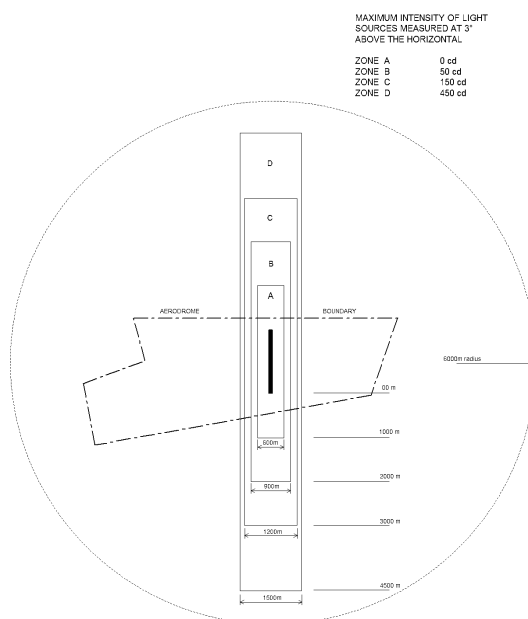 MAXIMUM INTENSITY OF LIGHT
SOURCES MEASURED AT 3°
ABOVE THE HORIZONTAL
ZONE A 0 cd
ZONE B 50 cd
ZONE C 150 cd
ZONE D 450 cd
D
C
B
A
AERODROME BOUNDARY
6000m radius
00 m
1000 m
600m
2000 m
900m
3000 m
1200m
4500 m
1500m